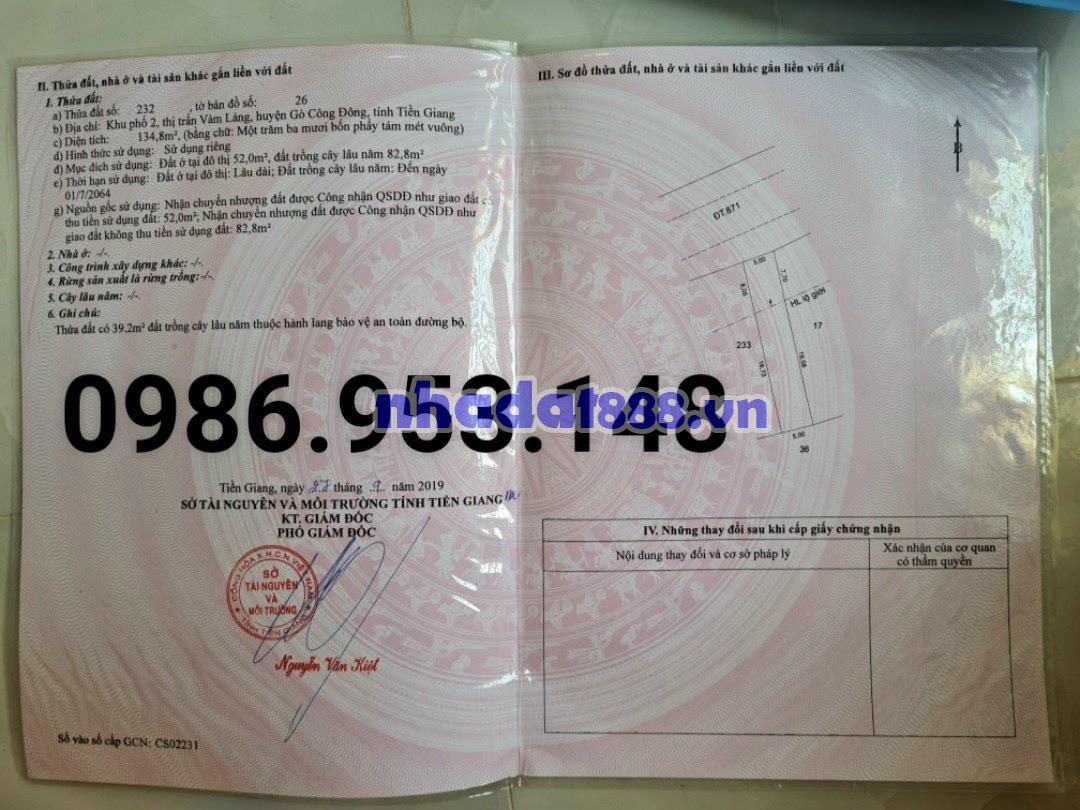 II. Thửa đất, nhà ở và tài sản khác gắn liền với đất
1. Thửa đất:
a) Thửa đất số: 232 , tờ bản đồ số: 26
b) Địa chỉ: Khu phố 2, thị trấn Vàm Láng, huyện Gò Công Đông, tỉnh Tiền Giang
c) Diện tích: 134,8m², (bằng chữ: Một trăm ba mươi bốn phẩy tám mét vuông)
d) Hình thức sử dụng: Sử dụng riêng
đ) Mục đích sử dụng: Đất ở tại đô thị 52,0m², đất trồng cây lâu năm 82,8m²
e) Thời hạn sử dụng: Đất ở tại đô thị: Lâu dài; Đất trồng cây lâu năm: Đến ngày
01/7/2064
g) Nguồn gốc sử dụng: Nhận chuyển nhượng đất được Công nhận QSDĐ như giao đất có
thu tiền sử dụng đất: 52,0m²; Nhận chuyển nhượng đất được Công nhận QSDĐ như
giao đất không thu tiền sử dụng đất: 82,8m²
2. Nhà ở: -/-.
3. Công trình xây dựng khác: -/-.
4. Rừng sản xuất là rừng trồng:-/-.
5. Cây lâu năm: -/-.
6. Ghi chú:
Thửa đất có 39.2m² đất trồng cây lâu năm thuộc hành lang bảo vệ an toàn đường bộ.
0986.953.148
nhadat888.vn
Tiền Giang, ngày 27 tháng 9 năm 2019
SỞ TÀI NGUYÊN VÀ MÔI TRƯỜNG TỈNH TIỀN GIANG
KT. GIÁM ĐỐC
PHÓ GIÁM ĐỐC
CỘNG HÒA X.H.C.N VIỆT NAM
SỞ
TÀI NGUYÊN
VÀ
MÔI TRƯỜNG
TỈNH TIỀN GIANG
Nguyễn Văn Kiệt
Số vào sổ cấp GCN: CS02231
III. Sơ đồ thửa đất, nhà ở và tài sản khác gắn liền với đất
B
ĐT.871
5,00
8,05
7,70
HL lộ giới
17
233
18,73
19,58
5,00
36
IV. Những thay đổi sau khi cấp giấy chứng nhận
Nội dung thay đổi và cơ sở pháp lý
Xác nhận của cơ quan
có thẩm quyền